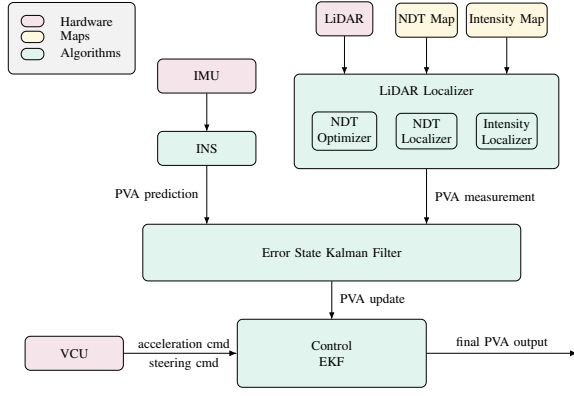 Hardware
Maps
Algorithms
LiDAR
NDT Map
Intensity Map
IMU
LiDAR Localizer
NDT
Optimizer
NDT
Localizer
Intensity
Localizer
INS
PVA prediction
PVA measurement
Error State Kalman Filter
PVA update
VCU
acceleration cmd
steering cmd
Control
EKF
final PVA output